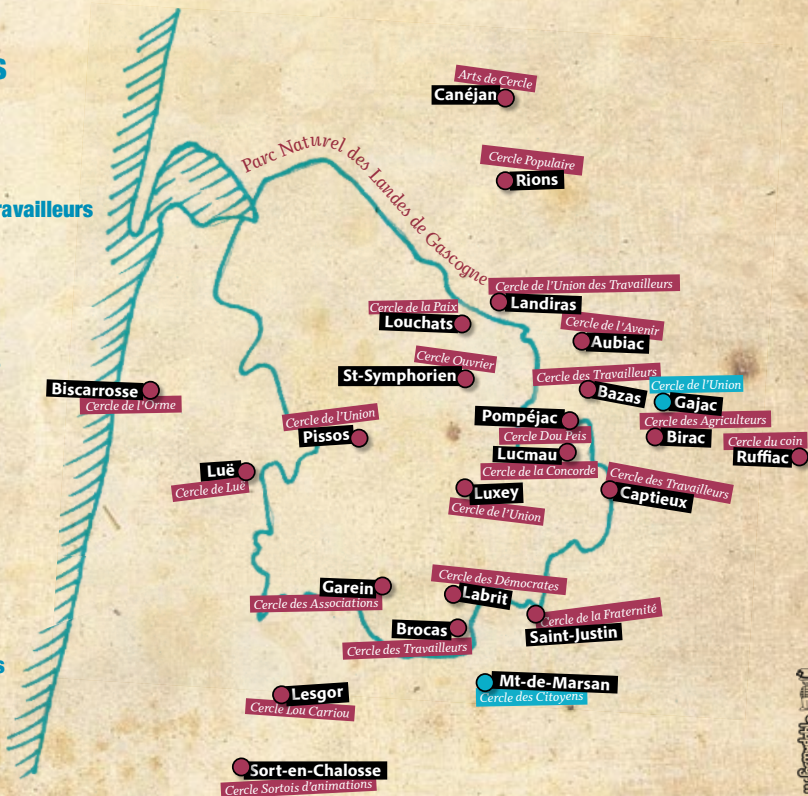 s
Arts de Cercle
Canéjan
Parc Naturel des Landes de Gascogne
Cercle Populaire
Rions
ravailleurs
Cercle de l'Union des Travailleurs
Landiras
Cercle de la Paix
Louchats
Cercle de l'Avenir
Aubiac
Cercle Ouvrier
St-Symphorien
Cercle des Travailleurs
Bazas
Cercle de l'Union
Gajac
Biscarrosse
Cercle de l'Orme
Cercle de l'Union
Pissos
Pompéjac
Cercle Dou Peis
Cercle des Agriculteurs
Birac
Cercle du coin
Ruffiac
Lucmau
Cercle de la Concorde
Luë
Cercle de Luë
Luxey
Cercle de l'Union
Cercle des Travailleurs
Captieux
Garein
Cercle des Associations
Cercle des Démocrates
Labrit
Cercle de la Fraternité
Saint-Justin
Brocas
Cercle des Travailleurs
s
Mt-de-Marsan
Cercle des Citoyens
Lesgor
Cercle Lou Carriou
Sort-en-Chalosse
Cercle Sortois d'animations